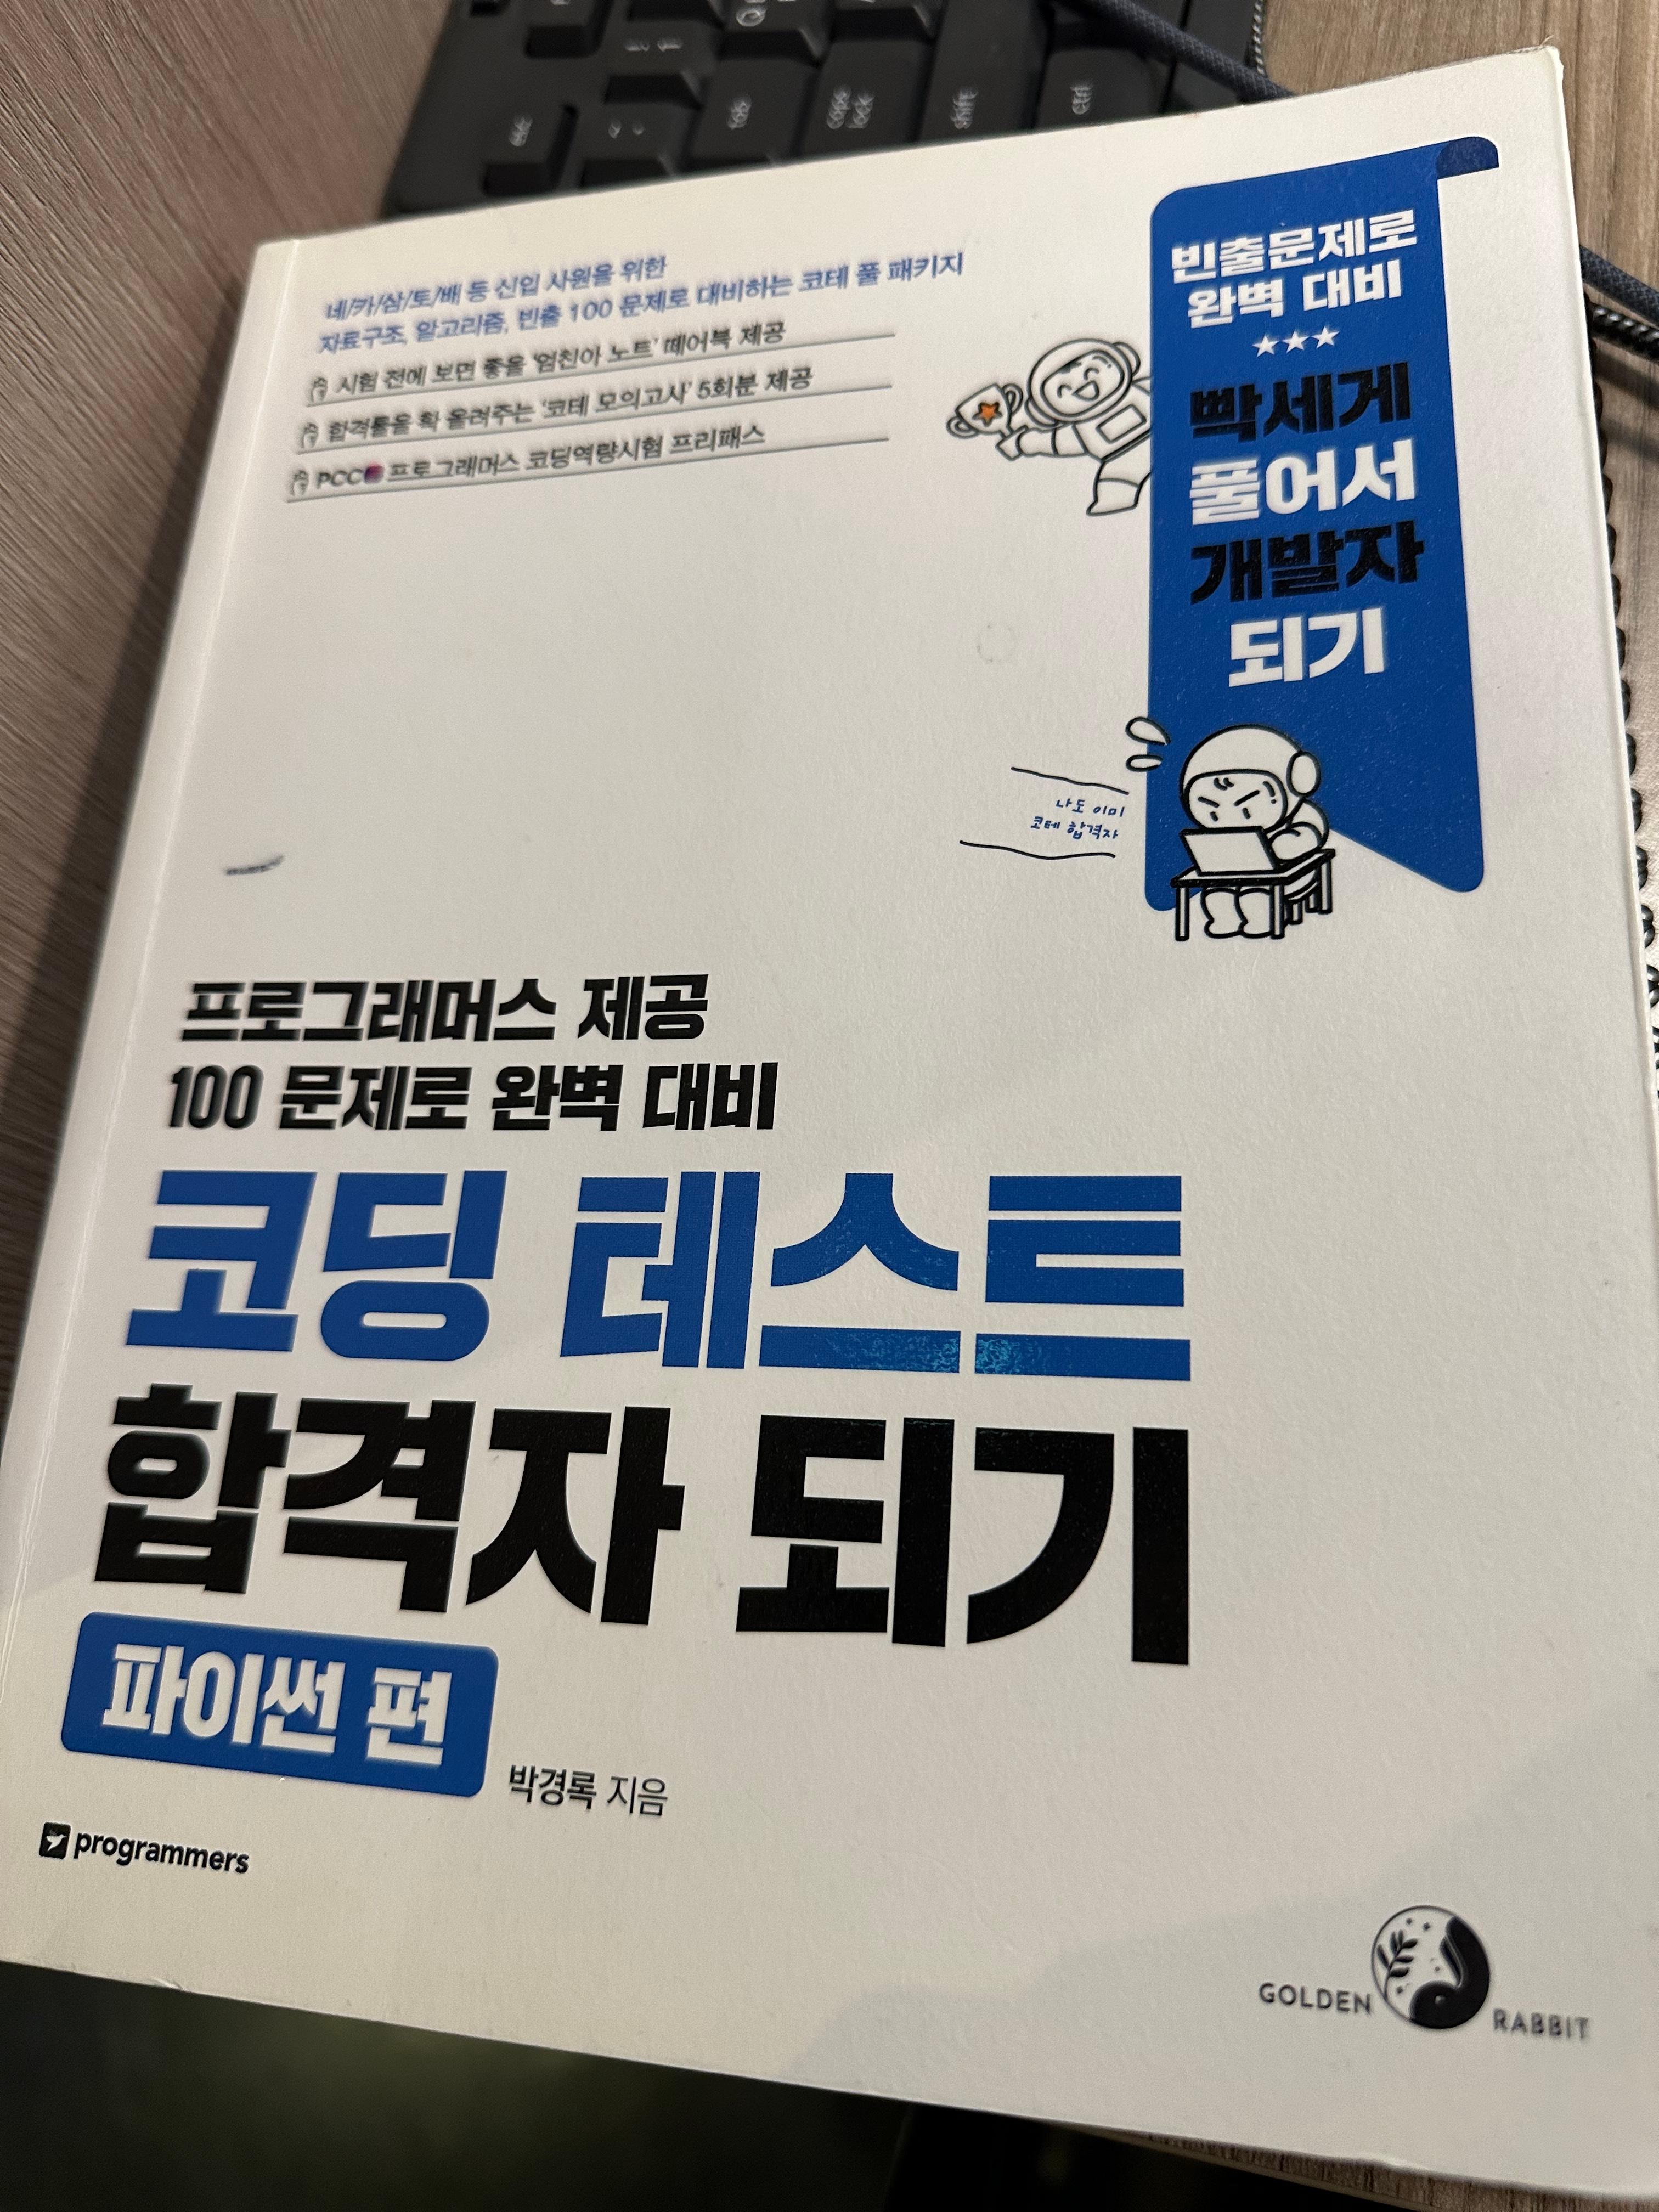 esc
tab
caps lock
shift
ctrl
네/카/삼/토/배 등 신입 사원을 위한
자료구조, 알고리즘, 빈출 100 문제로 대비하는 코테 풀 패키지
시험 전에 보면 좋을 '엄친아 노트' 떼어북 제공
합격률을 확 올려주는 '코테 모의고사' 5회분 제공
PCC 프로그래머스 코딩역량시험 프리패스
빈출문제로
완벽 대비
★★★
빡세게
풀어서
개발자
되기
나도 이미
코테 합격자
프로그래머스 제공
100 문제로 완벽 대비
코딩 테스트
합격자 되기
파이썬 편
박경록 지음
programmers
GOLDEN RABBIT